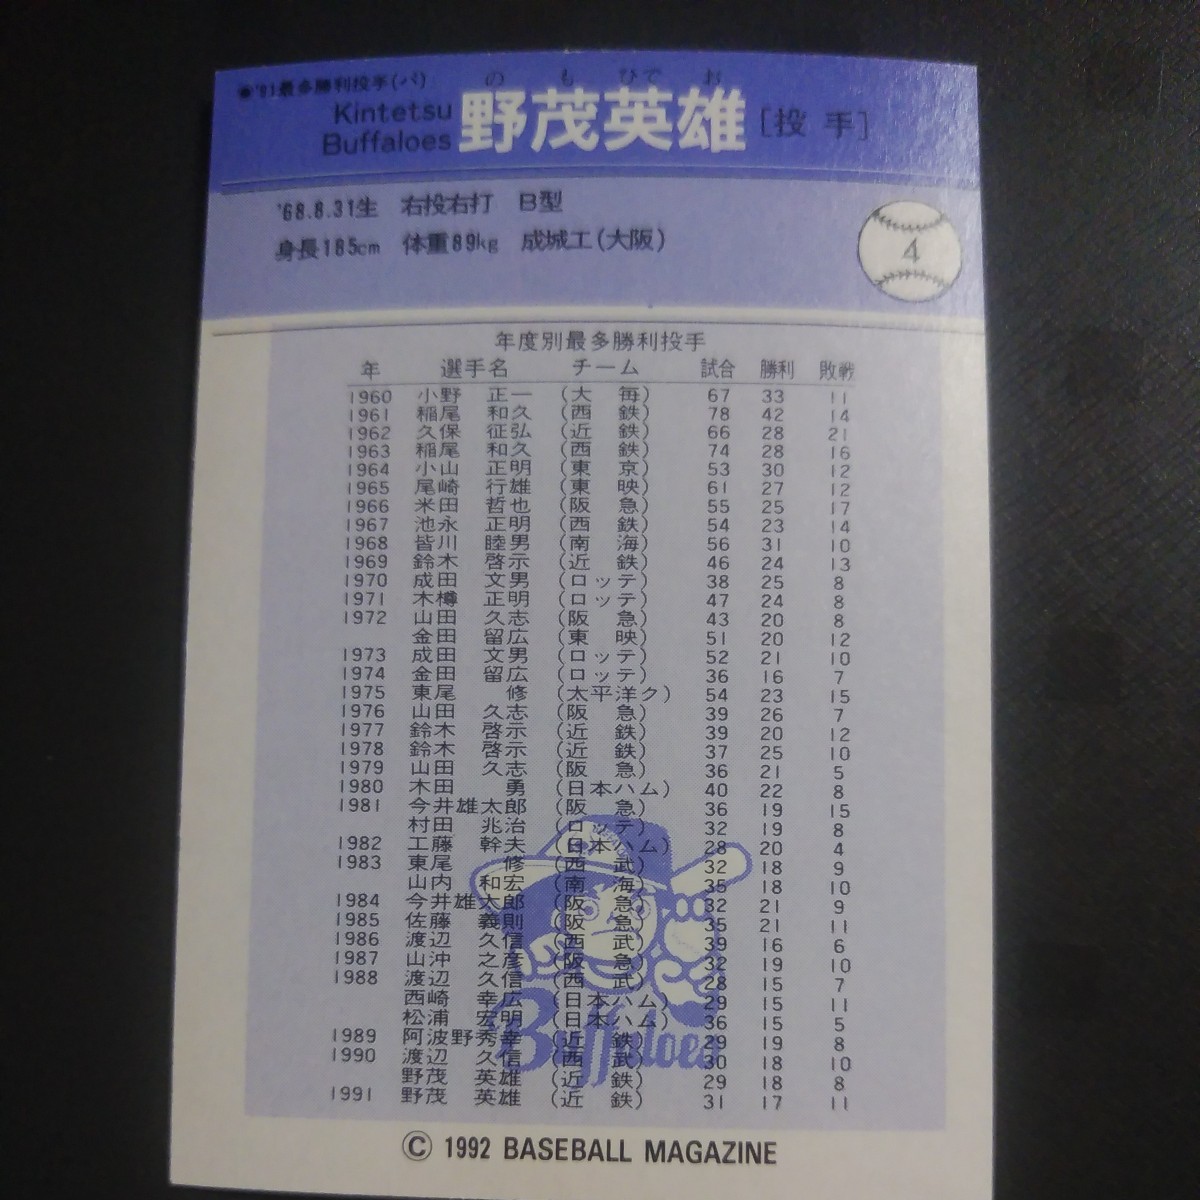 ●'91最多勝利投手(パ)
の も ひで お
Kintetsu
Buffaloes
野茂英雄 [投 手]
'68.8.31生 右投右打 B型
身長185cm 体重89kg 成城工(大阪)
4
年度別最多勝利投手
年 選手名 チーム 試合 勝利 敗戦
1960 小野 正一 (大 毎) 67 33 11
1961 稲尾 和久 (西 鉄) 78 42 14
1962 久保 征弘 (近 鉄) 66 28 21
1963 稲尾 和久 (西 鉄) 74 28 16
1964 小山 正明 (東 京) 53 30 12
1965 尾崎 行雄 (東 映) 61 27 12
1966 米田 哲也 (阪 急) 55 25 17
1967 池永 正明 (西 鉄) 54 23 14
1968 皆川 睦男 (南 海) 56 31 10
1969 鈴木 啓示 (近 鉄) 46 24 13
1970 成田 文男 (ロッテ) 38 25 8
1971 木樽 正明 (ロッテ) 47 24 8
1972 山田 久志 (阪 急) 43 20 8
金田 留広 (東 映) 51 20 12
1973 成田 文男 (ロッテ) 52 21 10
1974 金田 留広 (ロッテ) 36 16 7
1975 東尾 修 (太平洋ク) 54 23 15
1976 山田 久志 (阪 急) 39 26 7
1977 鈴木 啓示 (近 鉄) 39 20 12
1978 鈴木 啓示 (近 鉄) 37 25 10
1979 山田 久志 (阪 急) 36 21 5
1980 木田 勇 (日本ハム) 40 22 8
1981 今井雄太郎 (阪 急) 36 19 15
村田 兆治 (ロッテ) 32 19 8
1982 工藤 幹夫 (日本ハム) 28 20 4
1983 東尾 修 (西 武) 32 18 9
山内 和宏 (南 海) 35 18 10
1984 今井雄太郎 (阪 急) 32 21 9
1985 佐藤 義則 (阪 急) 35 21 11
1986 渡辺 久信 (西 武) 39 16 6
1987 山沖 之彦 (阪 急) 32 19 10
1988 渡辺 久信 (西 武) 28 15 7
西崎 幸広 (日本ハム) 29 15 11
松浦 宏明 (日本ハム) 36 15 5
1989 阿波野秀幸 (近 鉄) 29 19 8
1990 渡辺 久信 (西 武) 30 18 10
野茂 英雄 (近 鉄) 29 18 8
1991 野茂 英雄 (近 鉄) 31 17 11
Buffaloes
© 1992 BASEBALL MAGAZINE